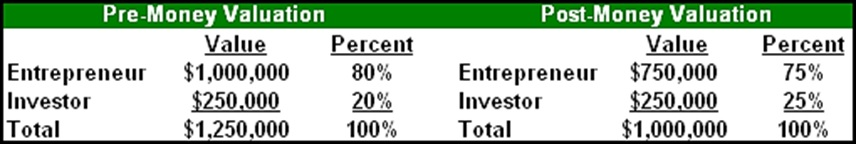 Pre-Money Valuation Post-Money Valuation
Value Percent Value Percent
Entrepreneur $1,000,000 80% Entrepreneur $750,000 75%
Investor $250,000 20% Investor $250,000 25%
Total $1,250,000 100% Total $1,000,000 100%